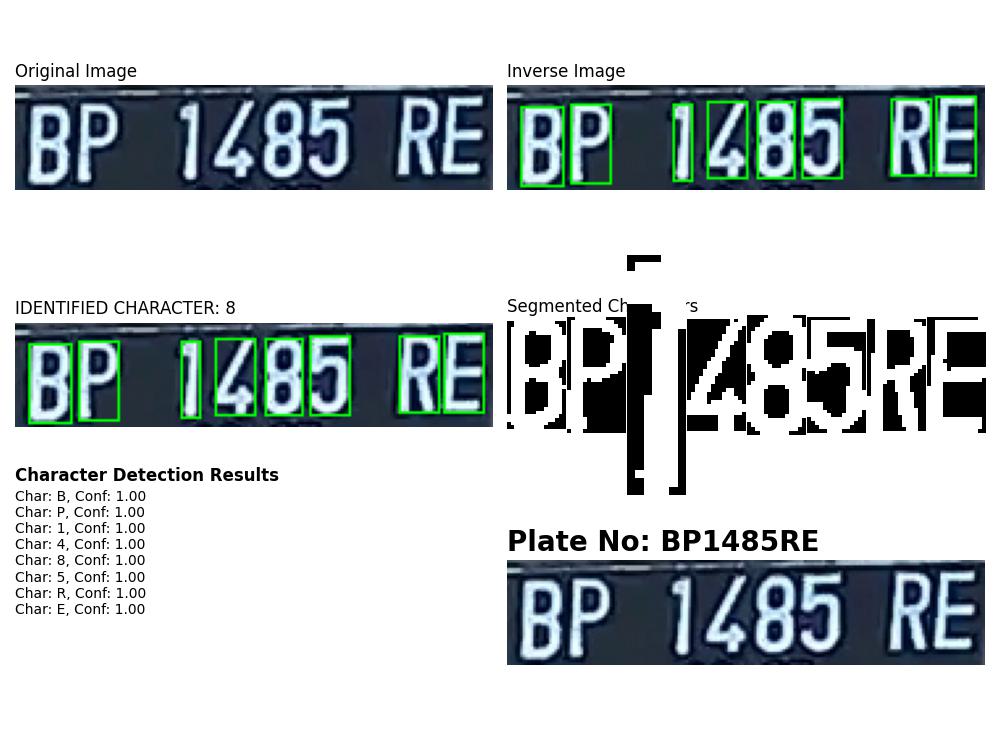 Original Image
BP 1485 RE
Inverse Image
BP 1485 RE
IDENTIFIED CHARACTER: 8
BP 1485 RE
Segmented Ch rs
BP1485RE
Character Detection Results
Char: B, Conf: 1.00
Char: P, Conf: 1.00
Char: 1, Conf: 1.00
Char: 4, Conf: 1.00
Char: 8, Conf: 1.00
Char: 5, Conf: 1.00
Char: R, Conf: 1.00
Char: E, Conf: 1.00
Plate No: BP1485RE
BP 1485 RE